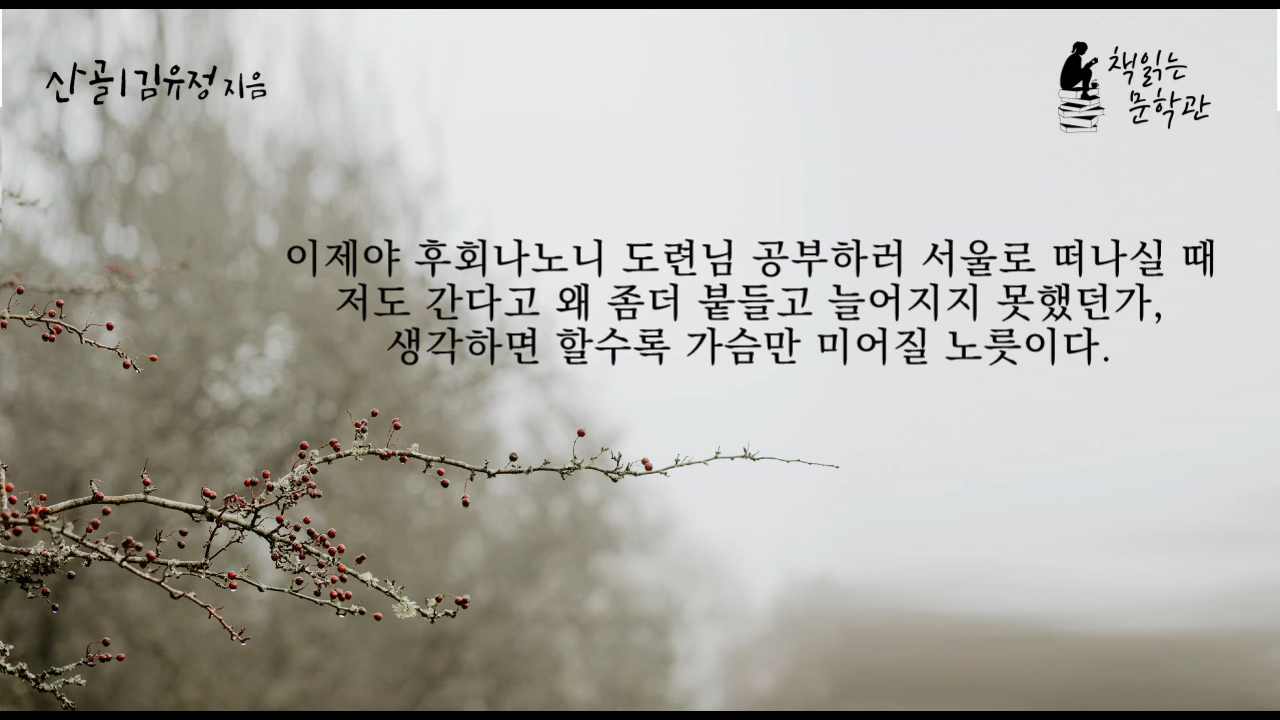 산골 | 김유정 지음
책읽는
문학관
이제야 후회나노니 도련님 공부하러 서울로 떠나실 때
저도 간다고 왜 좀더 붙들고 늘어지지 못했던가,
생각하면 할수록 가슴만 미어질 노릇이다.